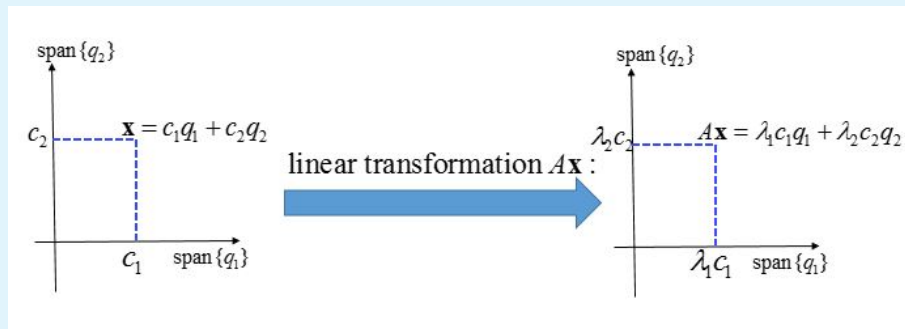 span{q₂}
c₂
x = c₁q₁ + c₂q₂
c₁
span{q₁}
linear transformation Ax :
span{q₂}
λ₂c₂
Ax = λ₁c₁q₁ + λ₂c₂q₂
λ₁c₁
span{q₁}